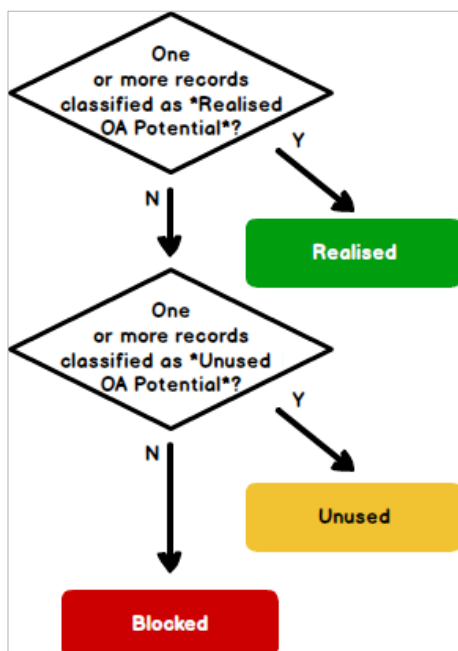 One
or more records
classified as "Realised
OA Potential"?
Y
N
Realised
One
or more records
classified as "Unused
OA Potential"?
Y
N
Unused
Blocked